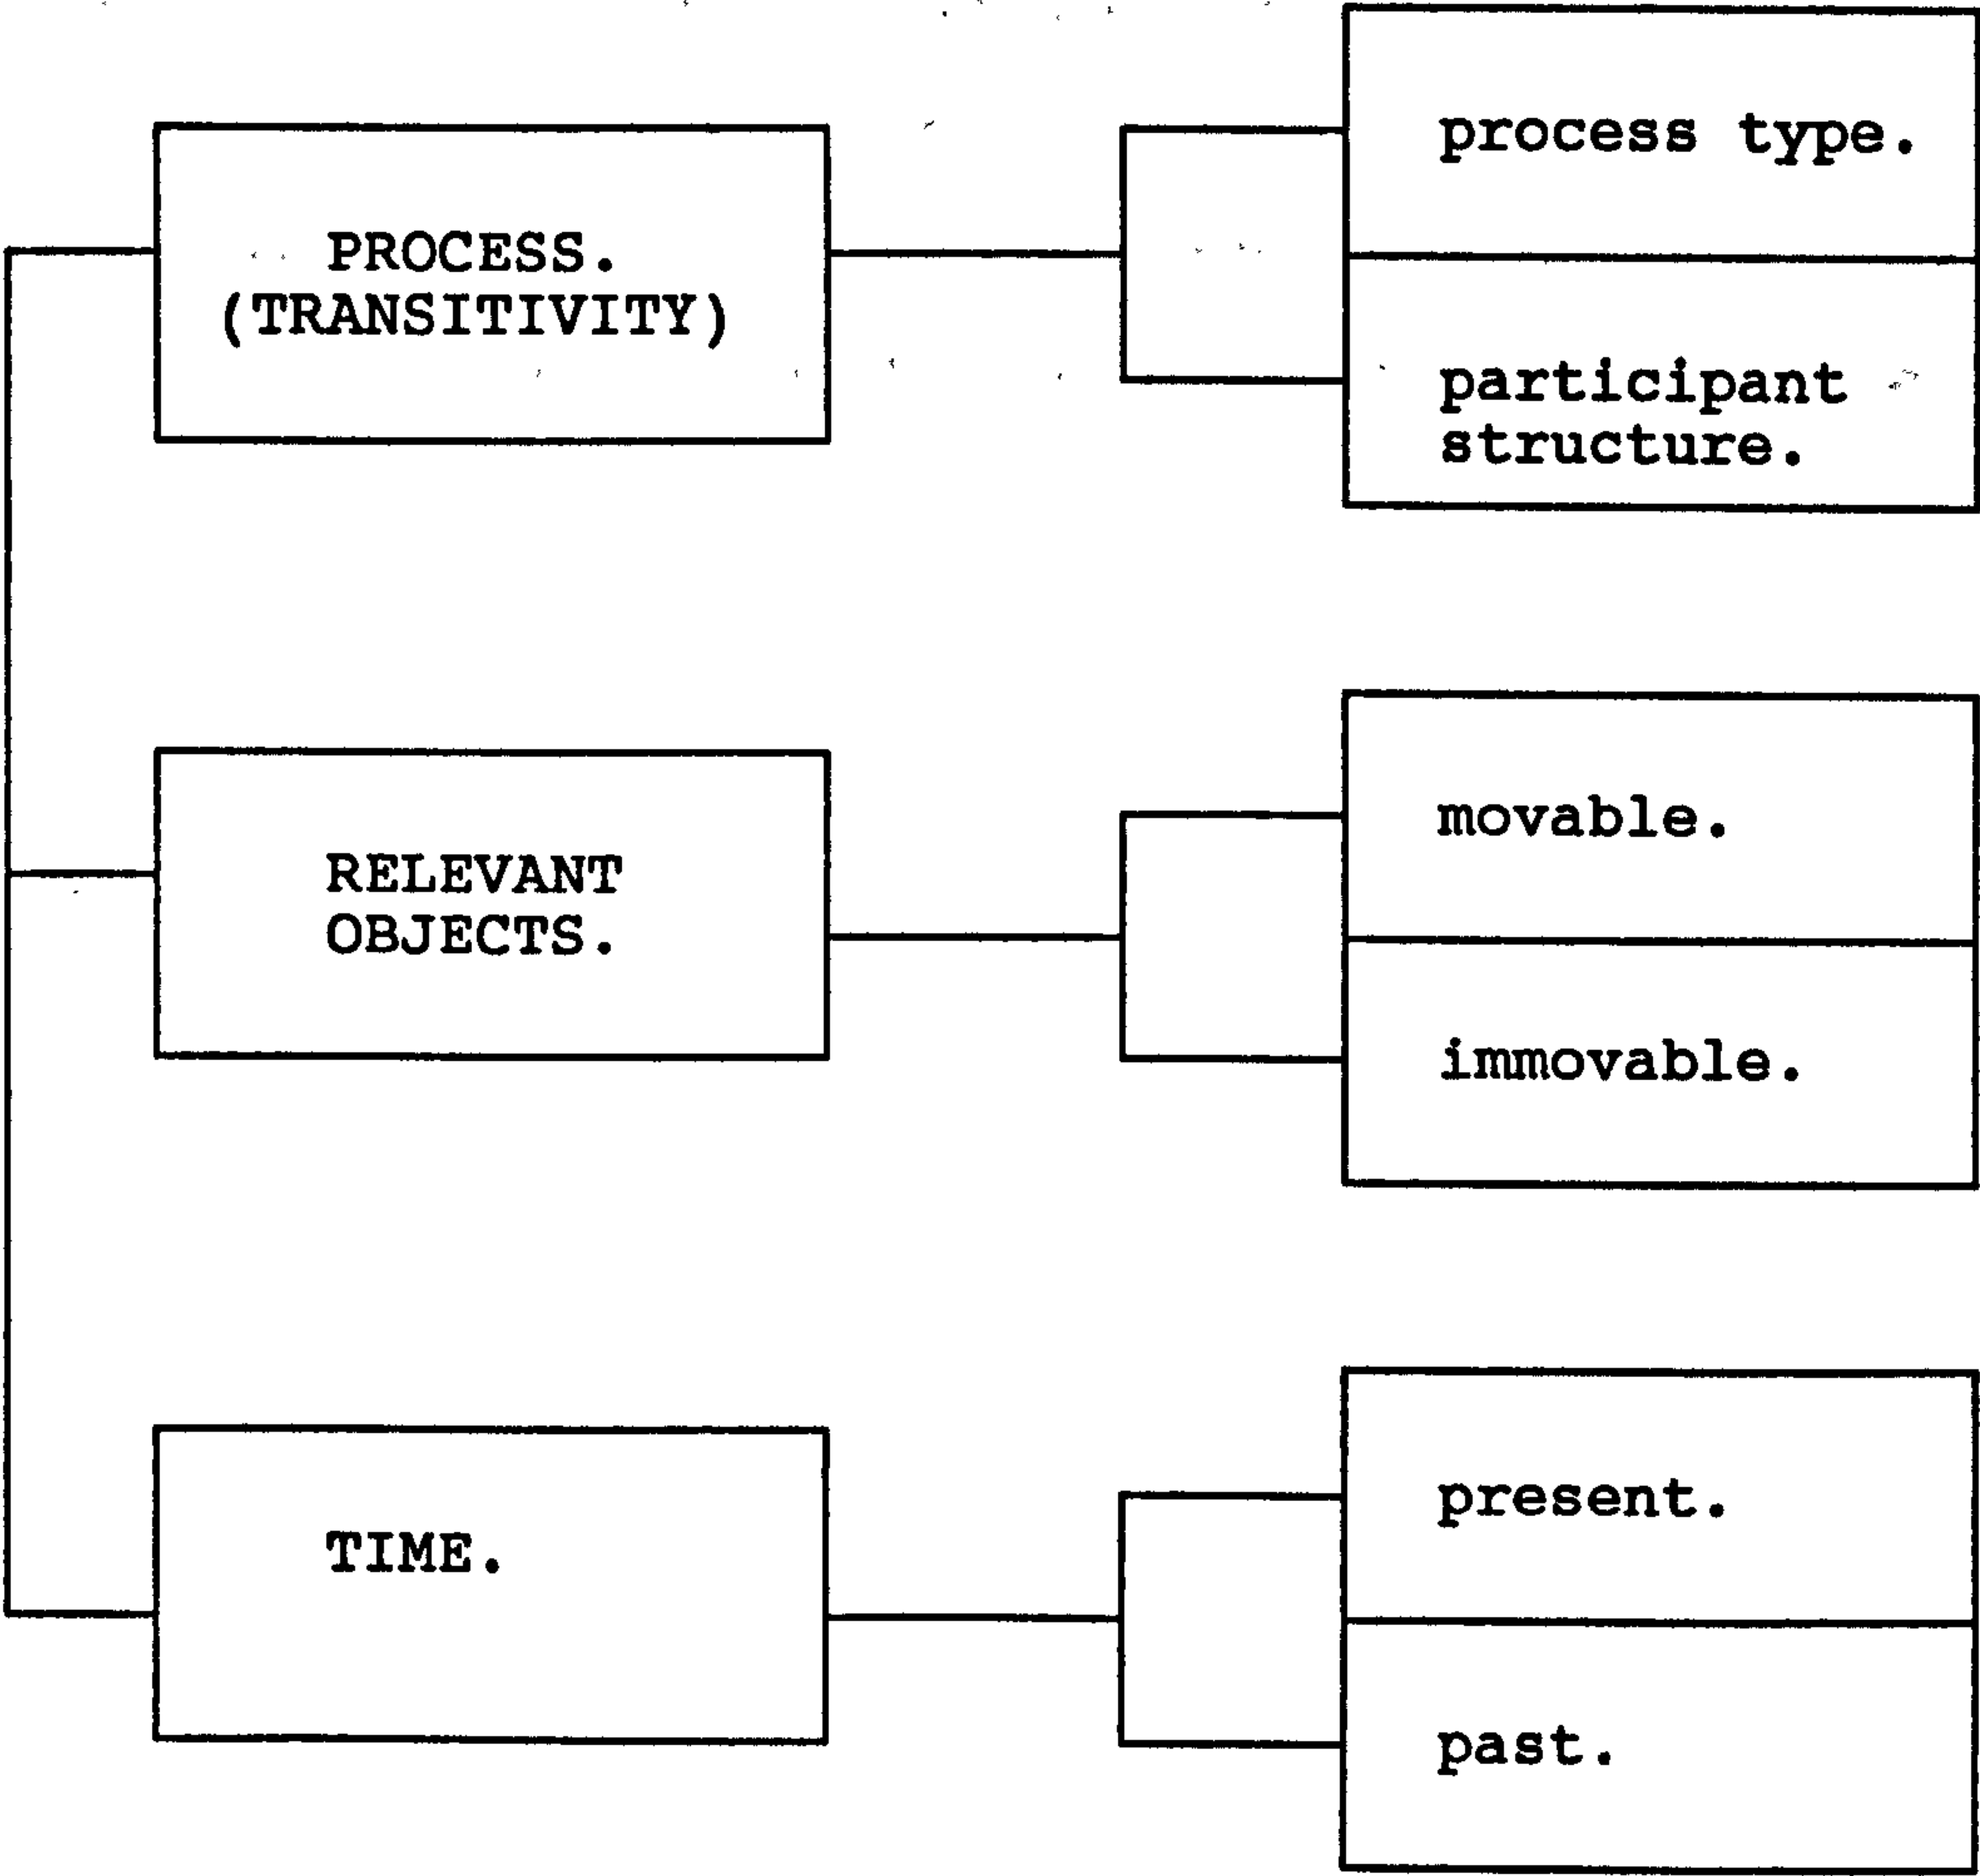 process type.
PROCESS.
(TRANSITIVITY)
participant
structure.
movable.
RELEVANT
OBJECTS.
immovable.
present.
TIME.
past.